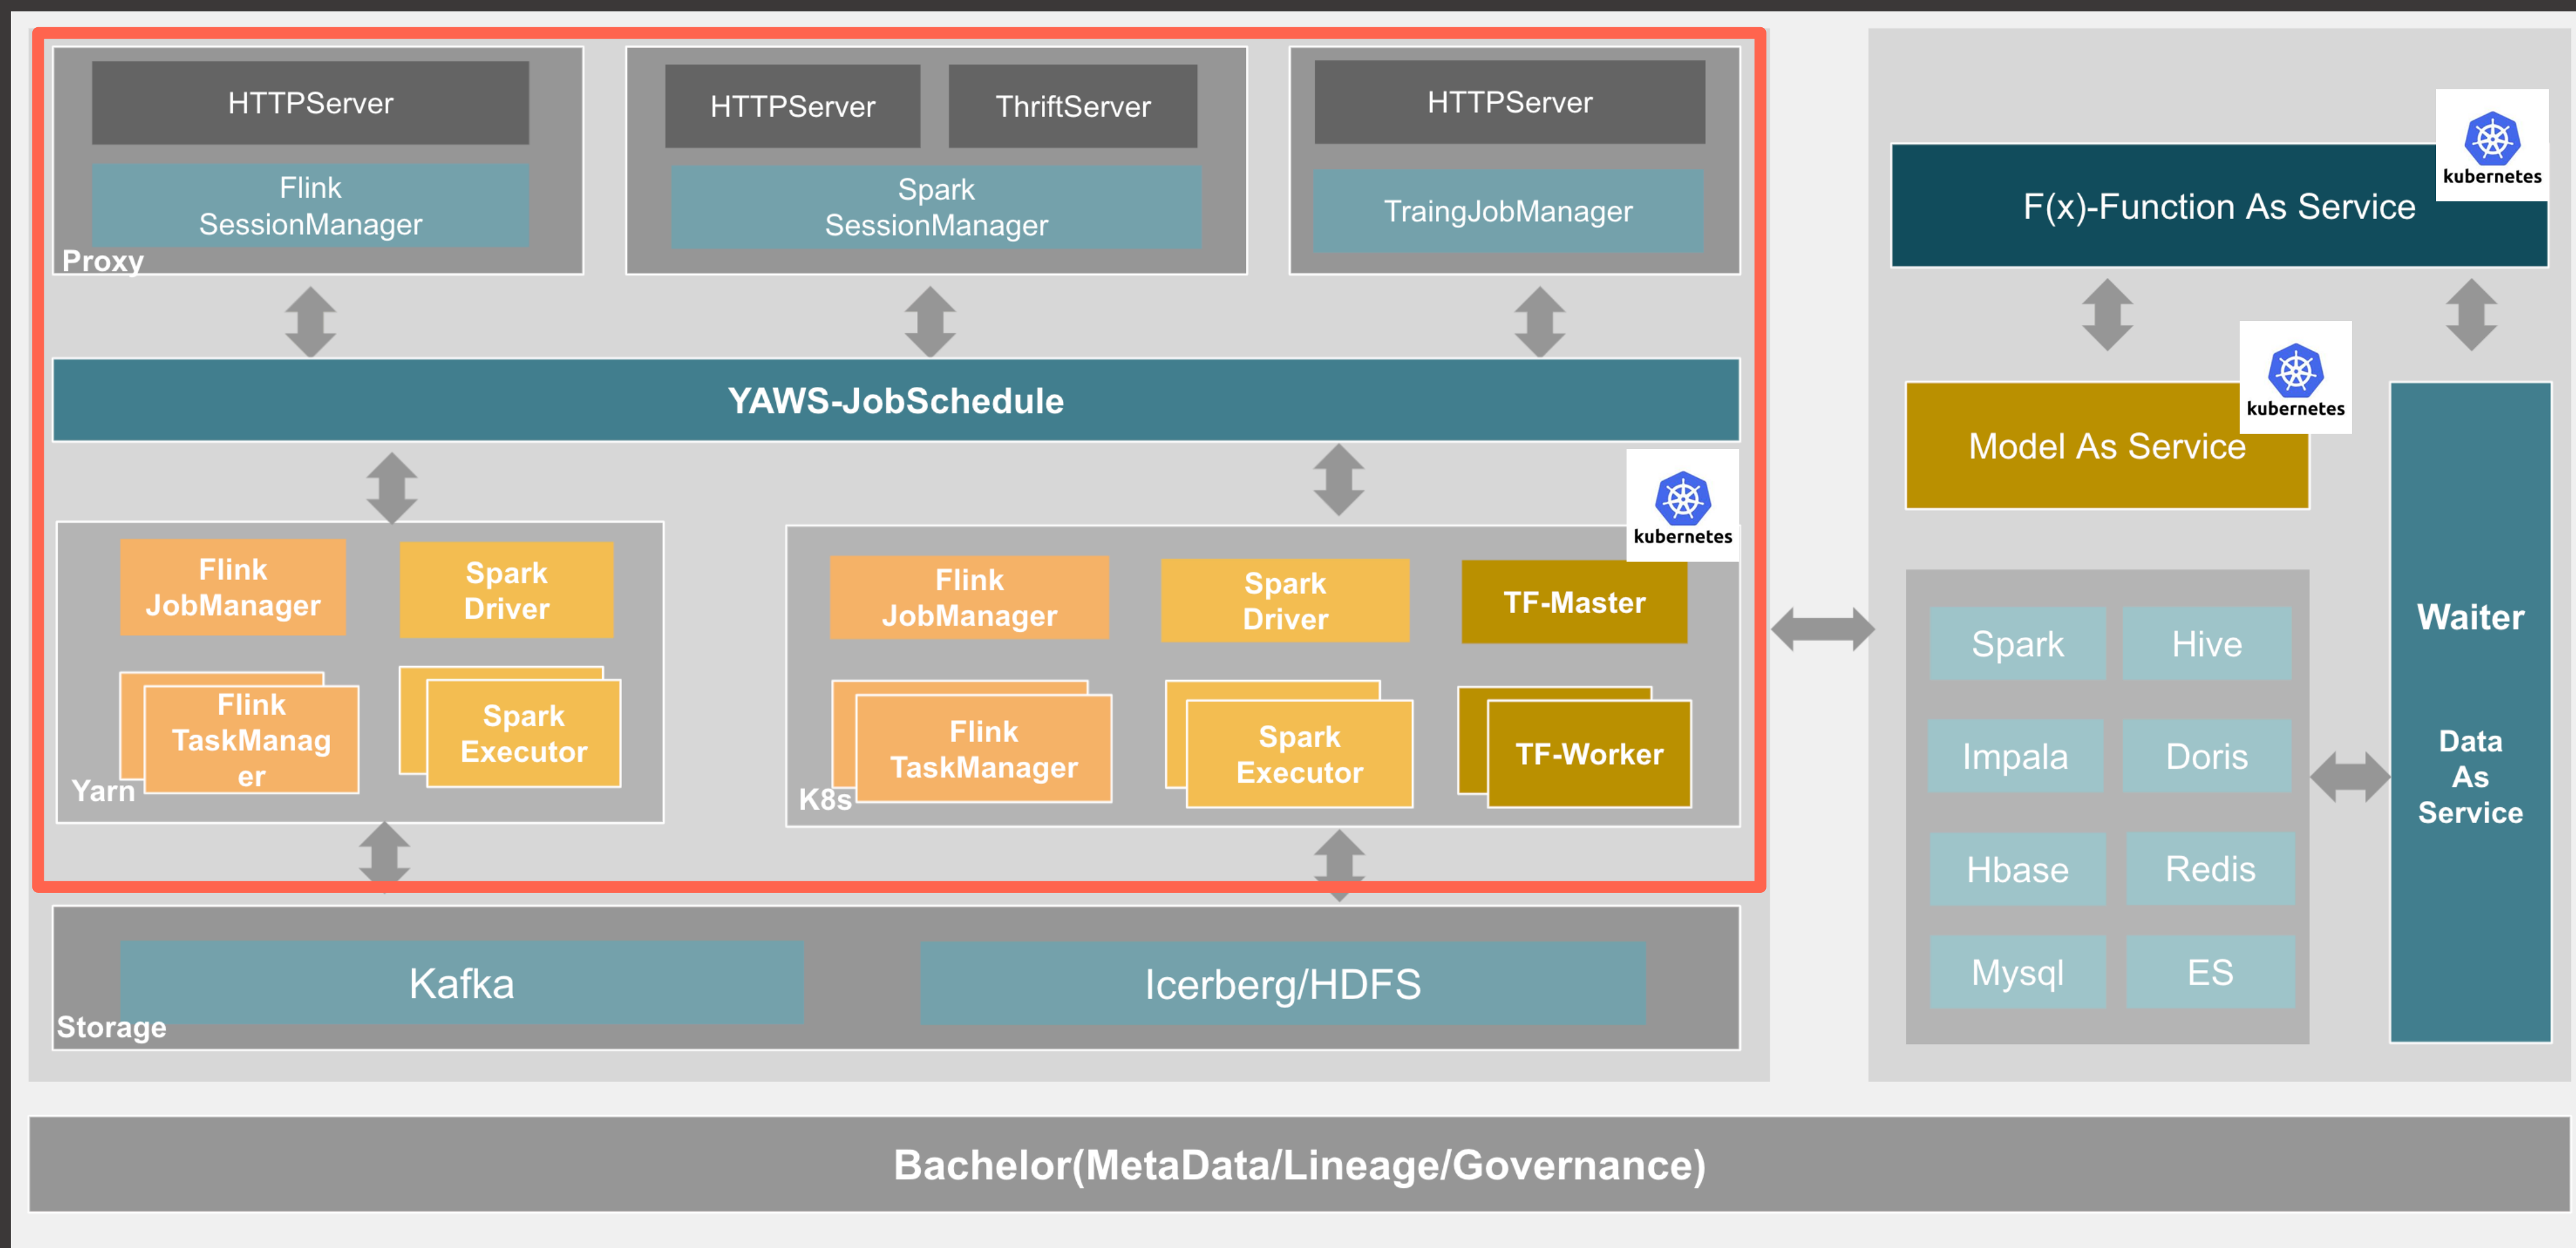 HTTPServer
Flink
SessionManager
Proxy
HTTPServer
ThriftServer
Spark
SessionManager
HTTPServer
TraingJobManager
YAWS-JobSchedule
Flink
JobManager
Spark
Driver
Flink
TaskManag
er
Spark
Executor
Yarn
kubernetes
Flink
JobManager
Spark
Driver
TF-Master
Flink
TaskManager
Spark
Executor
TF-Worker
K8s
Kafka
Icerberg/HDFS
Storage
kubernetes
F(x)-Function As Service
kubernetes
Model As Service
Spark
Hive
Impala
Doris
Hbase
Redis
Mysql
ES
Waiter
Data
As
Service
Bachelor(MetaData/Lineage/Governance)